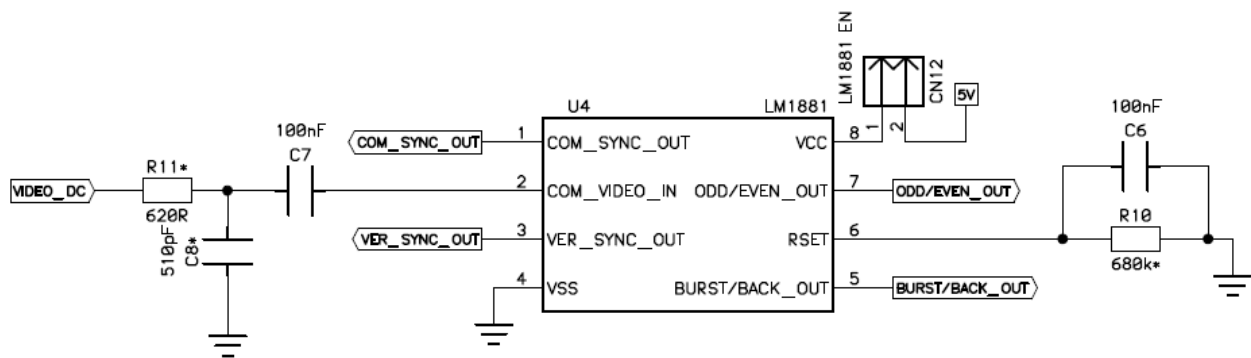 LM1881 EN
CN12
5V
1
2
U4
LM1881
100nF
C7
COM_SYNC_OUT
1
COM_SYNC_OUT
VCC
8
100nF
C6
VIDEO_DC
R11*
620R
2
COM_VIDEO_IN
ODD/EVEN_OUT
7
ODD/EVEN_OUT
R10
680k*
510pF
C8*
VER_SYNC_OUT
3
VER_SYNC_OUT
RSET
6
4
VSS
BURST/BACK_OUT
5
BURST/BACK_OUT